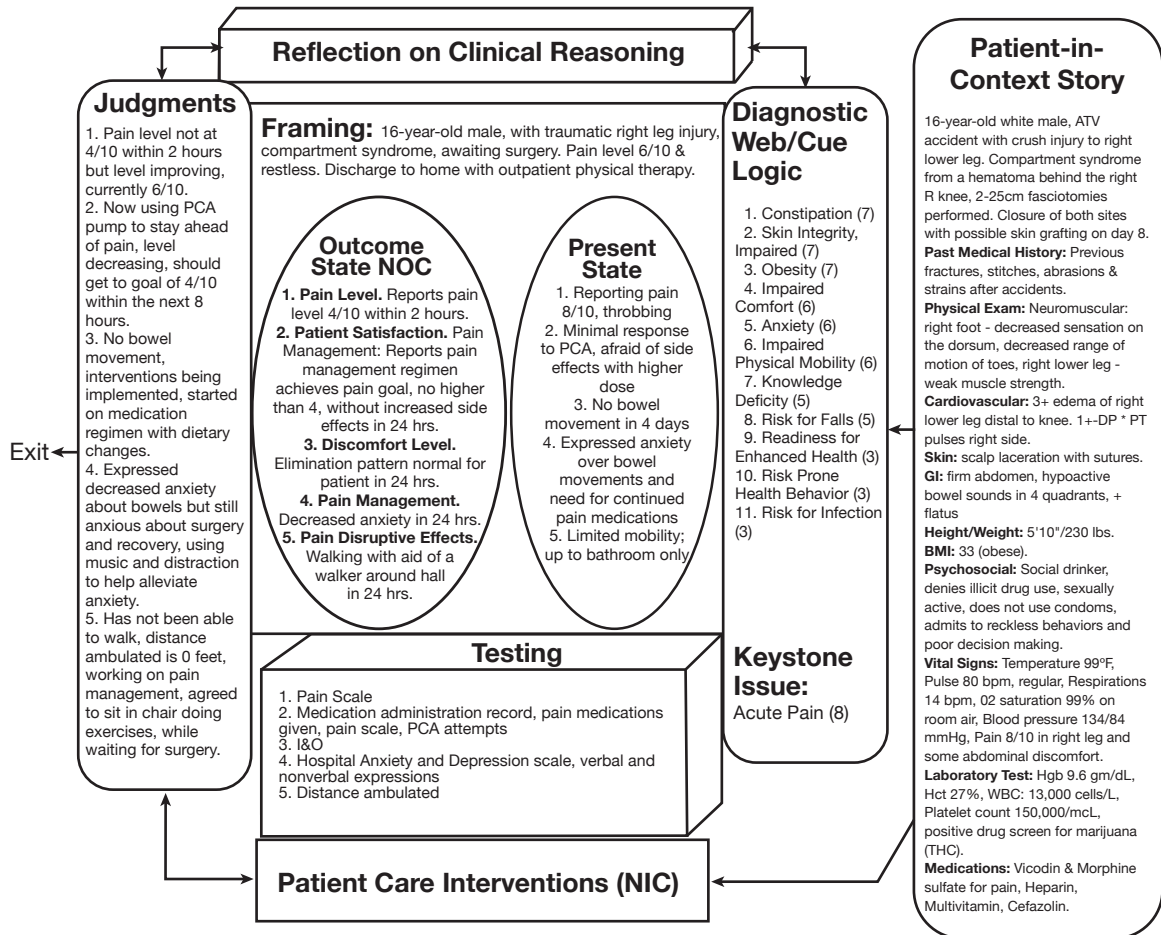 Reflection on Clinical Reasoning
Judgments
1. Pain level not at
4/10 within 2 hours
but level improving,
currently 6/10.
2. Now using PCA
pump to stay ahead
of pain, level
decreasing, should
get to goal of 4/10
within the next 8
hours.
3. No bowel
movement,
interventions being
implemented, started
on medication
regimen with dietary
changes.
4. Expressed
decreased anxiety
about bowels but still
anxious about surgery
and recovery, using
music and distraction
to help alleviate
anxiety.
5. Has not been able
to walk, distance
ambulated is 0 feet,
working on pain
management, agreed
to sit in chair doing
exercises, while
waiting for surgery.
Exit
Framing: 16-year-old male, with traumatic right leg injury,
compartment syndrome, awaiting surgery. Pain level 6/10 &
restless. Discharge to home with outpatient physical therapy.
Outcome
State NOC
1. Pain Level. Reports pain
level 4/10 within 2 hours.
2. Patient Satisfaction. Pain
Management: Reports pain
management regimen
achieves pain goal, no higher
than 4, without increased side
effects in 24 hrs.
3. Discomfort Level.
Elimination pattern normal for
patient in 24 hrs.
4. Pain Management.
Decreased anxiety in 24 hrs.
5. Pain Disruptive Effects.
Walking with aid of a
walker around hall
in 24 hrs.
Present
State
1. Reporting pain
8/10, throbbing
2. Minimal response
to PCA, afraid of side
effects with higher
dose
3. No bowel
movement in 4 days
4. Expressed anxiety
over bowel
movements and
need for continued
pain medications
5. Limited mobility;
up to bathroom only
Testing
1. Pain Scale
2. Medication administration record, pain medications
given, pain scale, PCA attempts
3. I&O
4. Hospital Anxiety and Depression scale, verbal and
nonverbal expressions
5. Distance ambulated
Patient Care Interventions (NIC)
Diagnostic
Web/Cue
Logic
1. Constipation (7)
2. Skin Integrity,
Impaired (7)
3. Obesity (7)
4. Impaired
Comfort (6)
5. Anxiety (6)
6. Impaired
Physical Mobility (6)
7. Knowledge
Deficity (5)
8. Risk for Falls (5)
9. Readiness for
Enhanced Health (3)
10. Risk Prone
Health Behavior (3)
11. Risk for Infection
(3)
Keystone
Issue:
Acute Pain (8)
Patient-in-
Context Story
16-year-old white male, ATV
accident with crush injury to right
lower leg. Compartment syndrome
from a hematoma behind the right
R knee, 2-25cm fasciotomies
performed. Closure of both sites
with possible skin grafting on day 8.
Past Medical History: Previous
fractures, stitches, abrasions &
strains after accidents.
Physical Exam: Neuromuscular:
right foot - decreased sensation on
the dorsum, decreased range of
motion of toes, right lower leg -
weak muscle strength.
Cardiovascular: 3+ edema of right
lower leg distal to knee. 1+-DP * PT
pulses right side.
Skin: scalp laceration with sutures.
GI: firm abdomen, hypoactive
bowel sounds in 4 quadrants, +
flatus
Height/Weight: 5'10"/230 lbs.
BMI: 33 (obese).
Psychosocial: Social drinker,
denies illicit drug use, sexually
active, does not use condoms,
admits to reckless behaviors and
poor decision making.
Vital Signs: Temperature 99ºF,
Pulse 80 bpm, regular, Respirations
14 bpm, 02 saturation 99% on
room air, Blood pressure 134/84
mmHg, Pain 8/10 in right leg and
some abdominal discomfort.
Laboratory Test: Hgb 9.6 gm/dL,
Hct 27%, WBC: 13,000 cells/L,
Platelet count 150,000/mcL,
positive drug screen for marijuana
(THC).
Medications: Vicodin & Morphine
sulfate for pain, Heparin,
Multivitamin, Cefazolin.